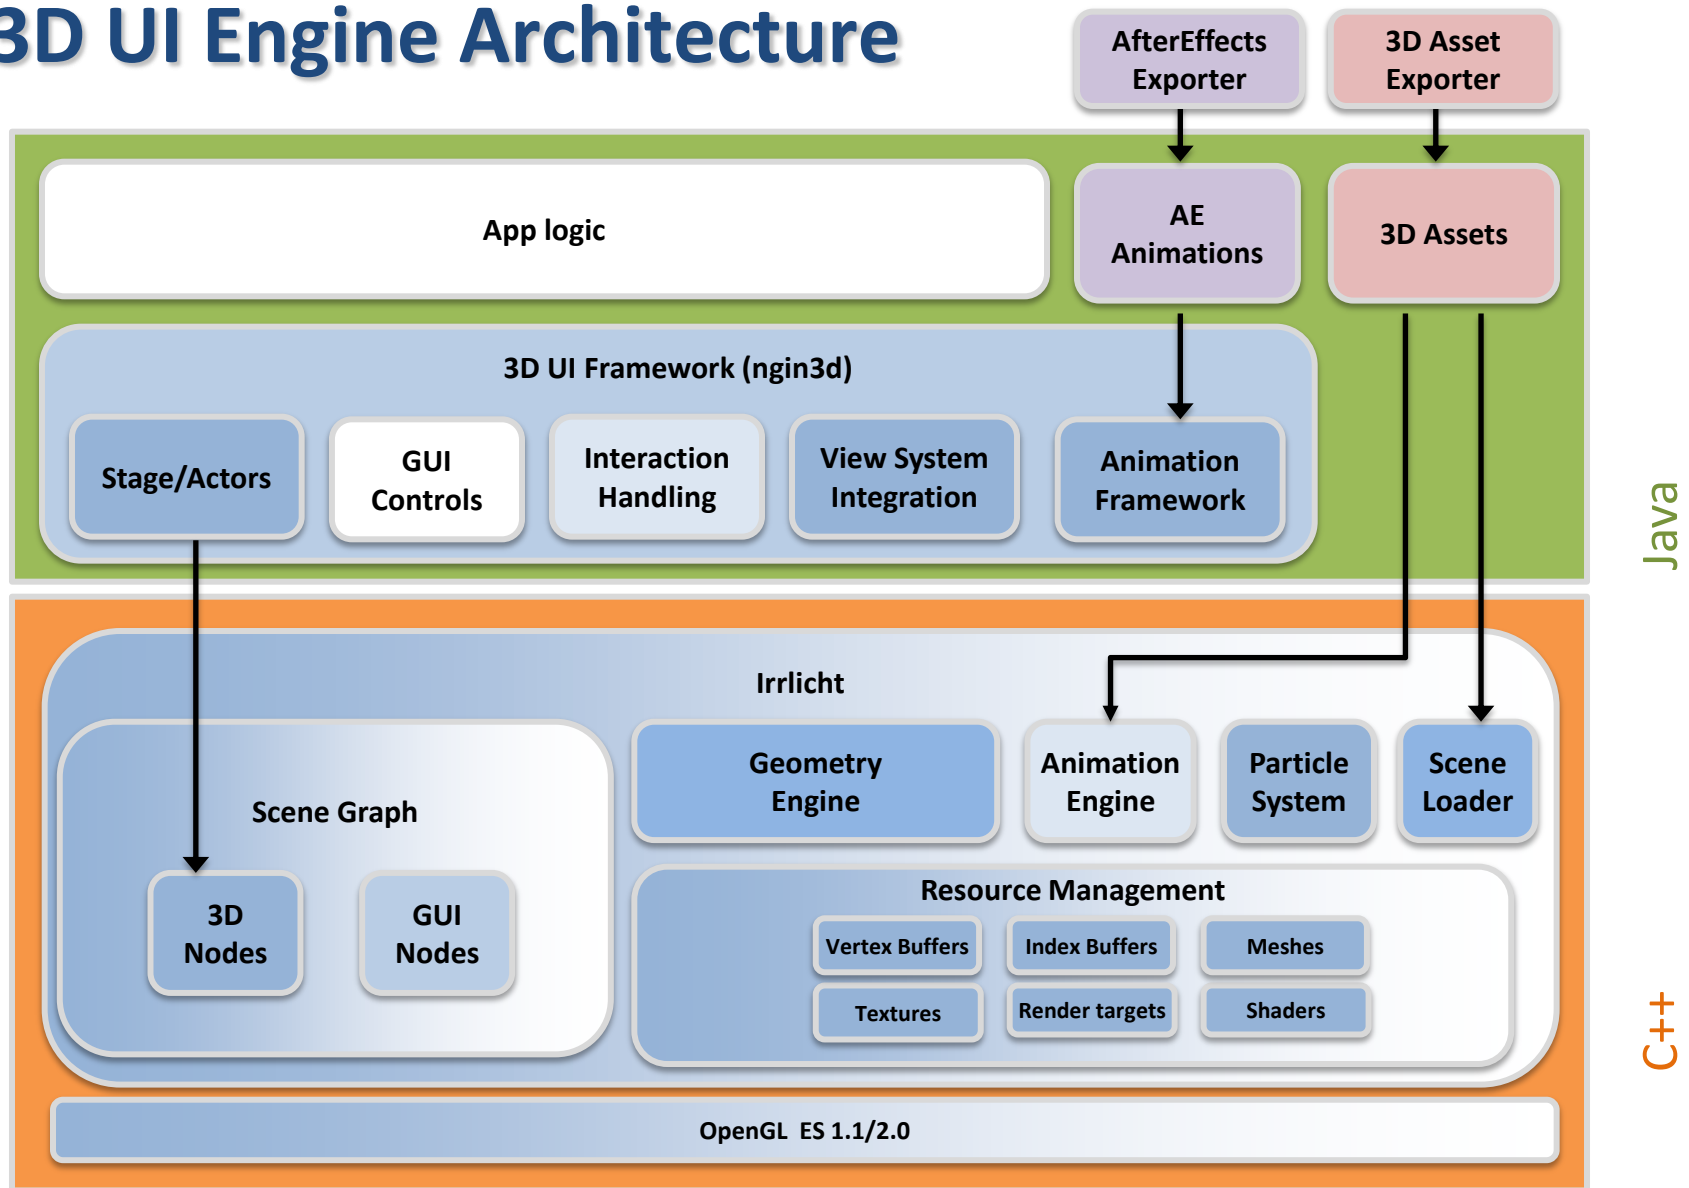 3D UI Engine Architecture
AfterEffects
Exporter
3D Asset
Exporter
App logic
AE
Animations
3D Assets
3D UI Framework (ngin3d)
Stage/Actors
GUI
Controls
Interaction
Handling
View System
Integration
Animation
Framework
Java
Irrlicht
Scene Graph
3D
Nodes
GUI
Nodes
Geometry
Engine
Animation
Engine
Particle
System
Scene
Loader
Resource Management
Vertex Buffers
Index Buffers
Meshes
Textures
Render targets
Shaders
C++
OpenGL ES 1.1/2.0